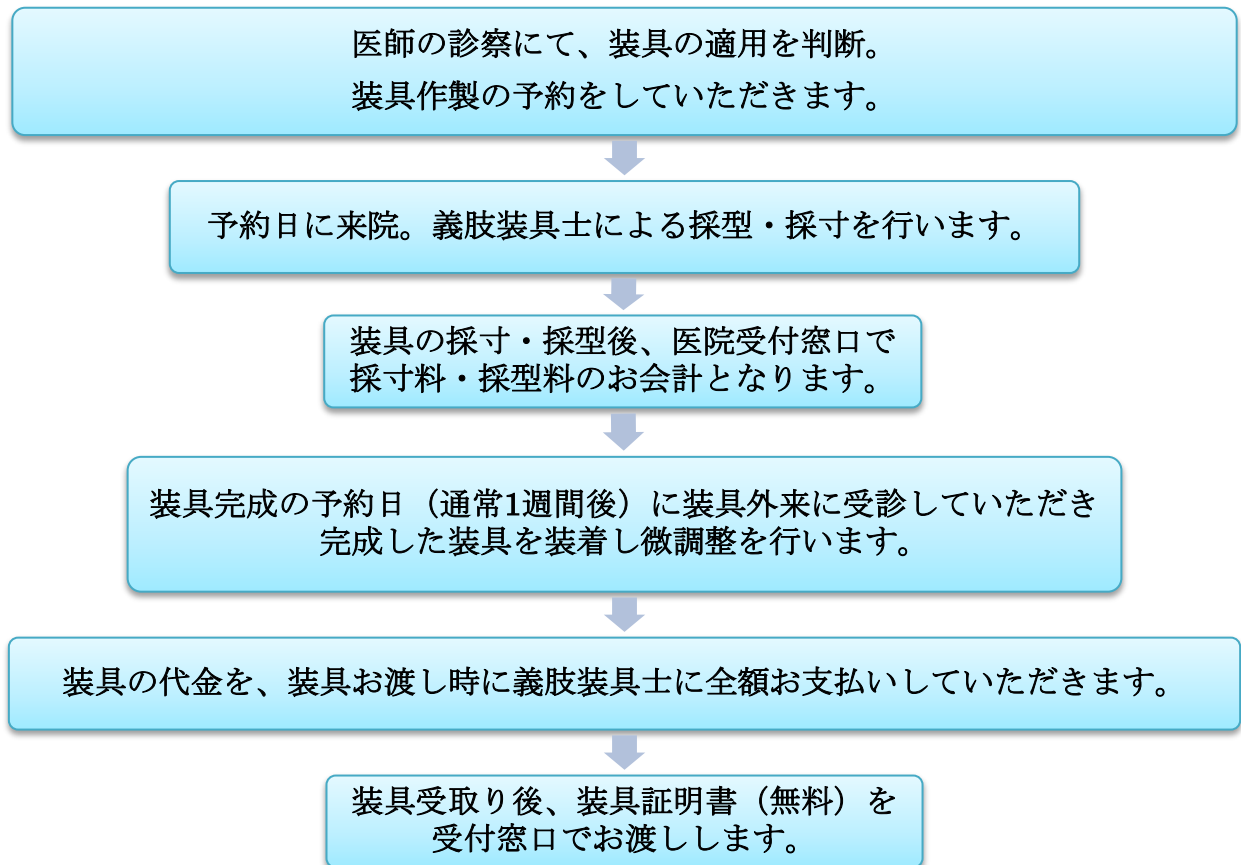 医師の診察にて、装具の適用を判断。
装具作製の予約をしていただきます。
予約日に来院。義肢装具士による採型・採寸を行います。
装具の採寸・採型後、医院受付窓口で
採寸料・採型料のお会計となります。
装具完成の予約日（通常1週間後）に装具外来に受診していただき
完成した装具を装着し微調整を行います。
装具の代金を、装具お渡し時に義肢装具士に全額お支払いしていただきます。
装具受取り後、装具証明書（無料）を
受付窓口でお渡しします。